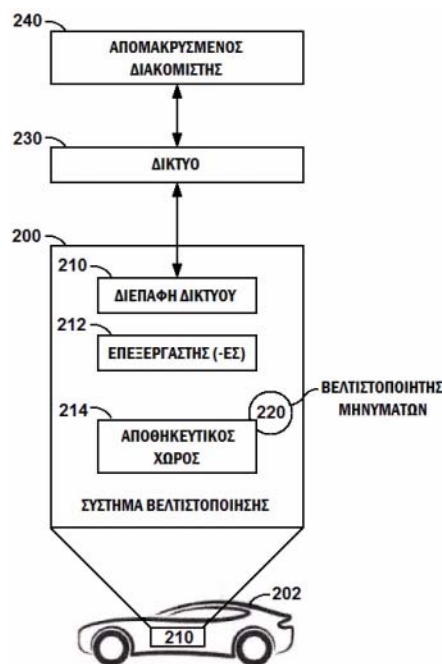 240
ΑΠΟΜΑΚΡΥΣΜΕΝΟΣ
ΔΙΑΚΟΜΙΣΤΗΣ
230
ΔΙΚΤΥΟ
200
210
ΔΙΕΠΑΦΗ ΔΙΚΤΥΟΥ
212
ΕΠΕΞΕΡΓΑΣΤΗΣ (-ΕΣ)
214
220
ΒΕΛΤΙΣΤΟΠΟΙΗΤΗΣ
ΜΗΝΥΜΑΤΩΝ
ΑΠΟΘΗΚΕΥΤΙΚΟΣ
ΧΩΡΟΣ
ΣΥΣΤΗΜΑ ΒΕΛΤΙΣΤΟΠΟΙΗΣΗΣ
202
210